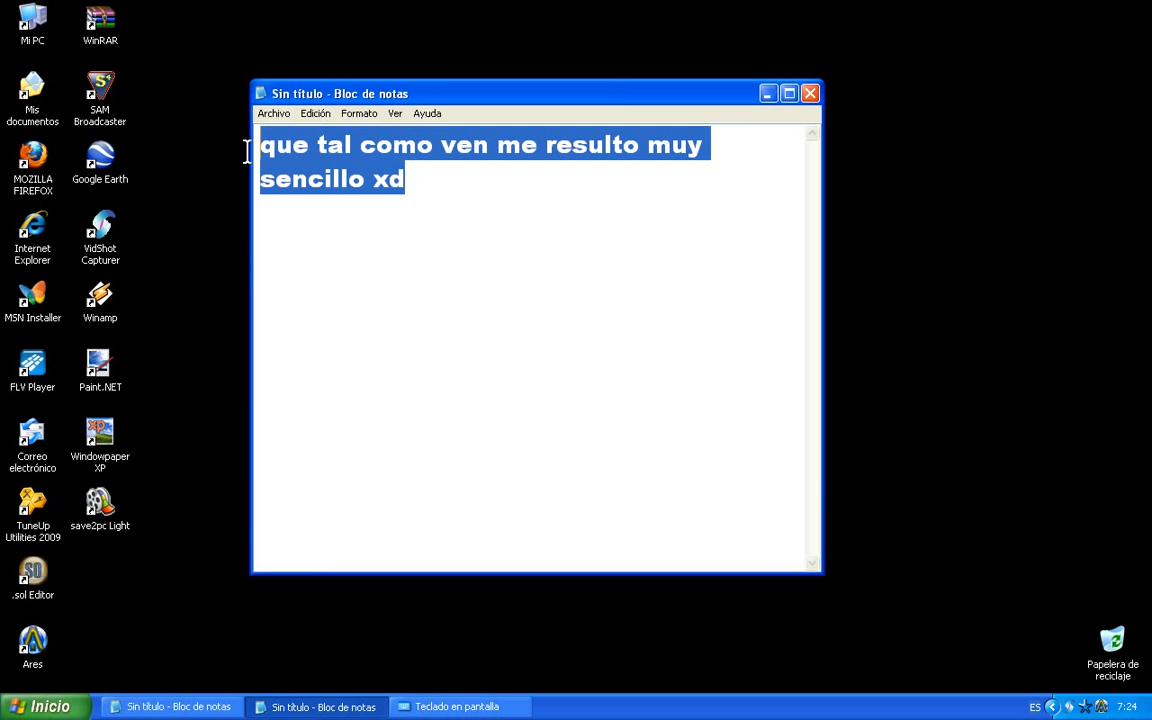 Mi PC
WinRAR
Mis
documentos
SAM
Broadcaster
MOZILLA
FIREFOX
Google Earth
Internet
Explorer
VidShot
Capturer
MSN Installer
Winamp
FLV Player
Paint.NET
Correo
electrónico
Windowpaper
XP
TuneUp
Utilities 2009
save2pc Light
.sol Editor
Ares
Sin título - Bloc de notas
Archivo Edición Formato Ver Ayuda
que tal como ven me resulto muy
sencillo xd
Papelera de
reciclaje
Inicio
Sin título - Bloc de notas
Sin título - Bloc de notas
Teclado en pantalla
ES
7:24